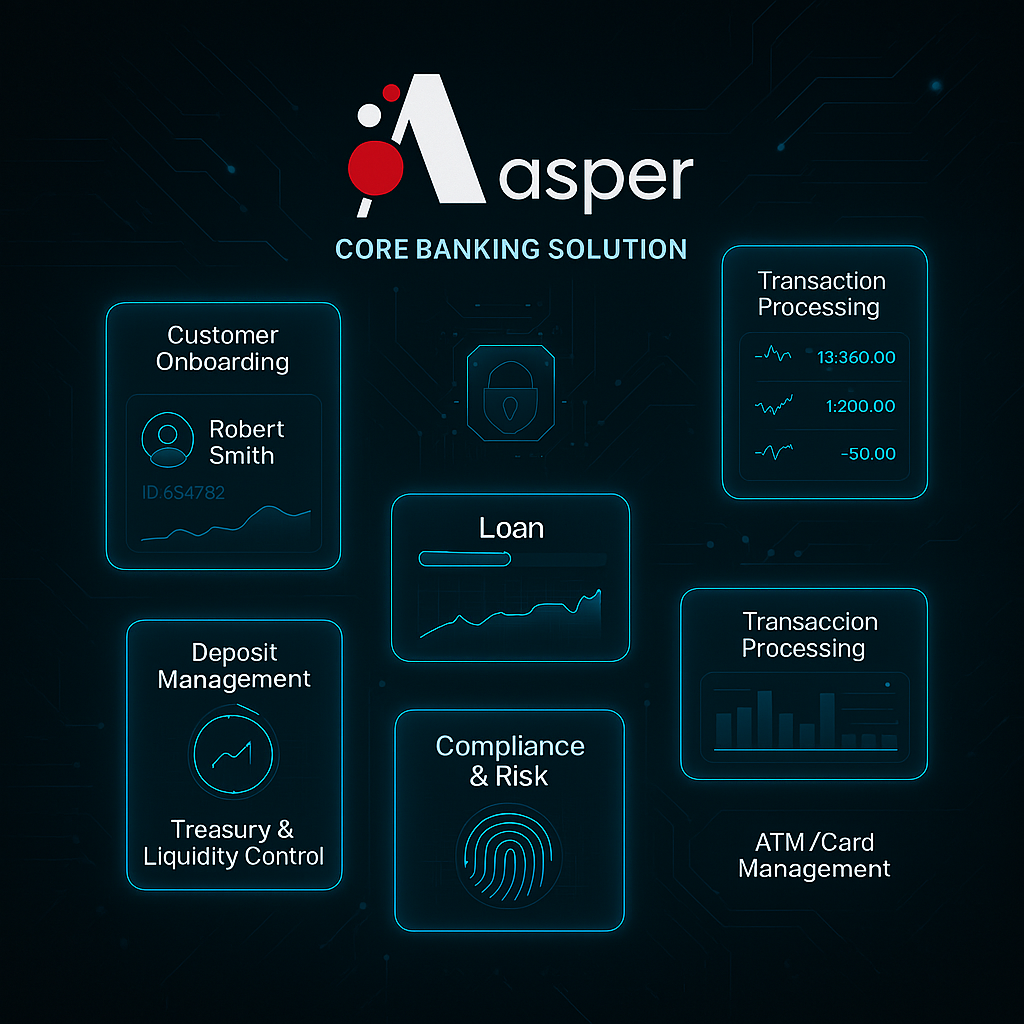 asper
CORE BANKING SOLUTION
Customer
Onboarding
Robert
Smith
ID.6S4782
Transaction
Processing
13:360.00
1:200.00
-50.00
Loan
Deposit
Management
Treasury &
Liquidity Control
Compliance
& Risk
Transaccion
Processing
ATM/Card
Management